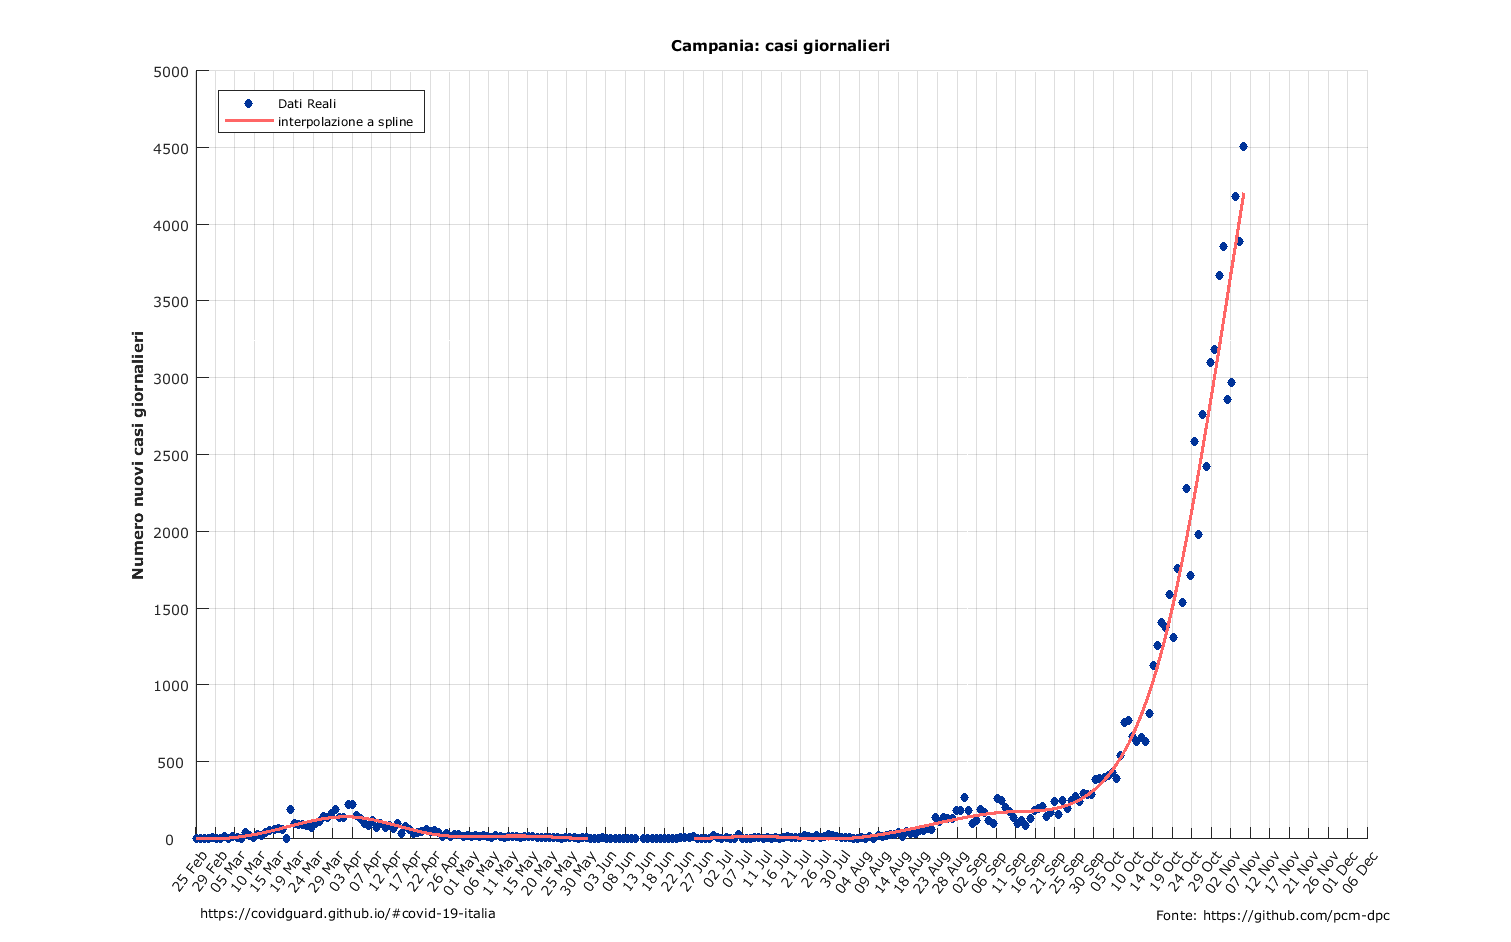 Campania: casi giornalieri
Dati Reali
interpolazione a spline
Numero nuovi casi giornalieri
5000
4500
4000
3500
3000
2500
2000
1500
1000
500
0
25 Feb
29 Feb
05 Mar
10 Mar
15 Mar
19 Mar
24 Mar
29 Mar
03 Apr
07 Apr
12 Apr
17 Apr
22 Apr
26 Apr
01 May
06 May
11 May
15 May
20 May
25 May
30 May
03 Jun
08 Jun
13 Jun
18 Jun
22 Jun
27 Jun
02 Jul
07 Jul
11 Jul
16 Jul
21 Jul
26 Jul
30 Jul
04 Aug
09 Aug
14 Aug
18 Aug
23 Aug
28 Aug
02 Sep
06 Sep
11 Sep
16 Sep
21 Sep
25 Sep
30 Sep
05 Oct
10 Oct
14 Oct
19 Oct
24 Oct
29 Oct
02 Nov
07 Nov
12 Nov
17 Nov
21 Nov
26 Nov
01 Dec
06 Dec
https://covidguard.github.io/#covid-19-italia
Fonte: https://github.com/pcm-dpc